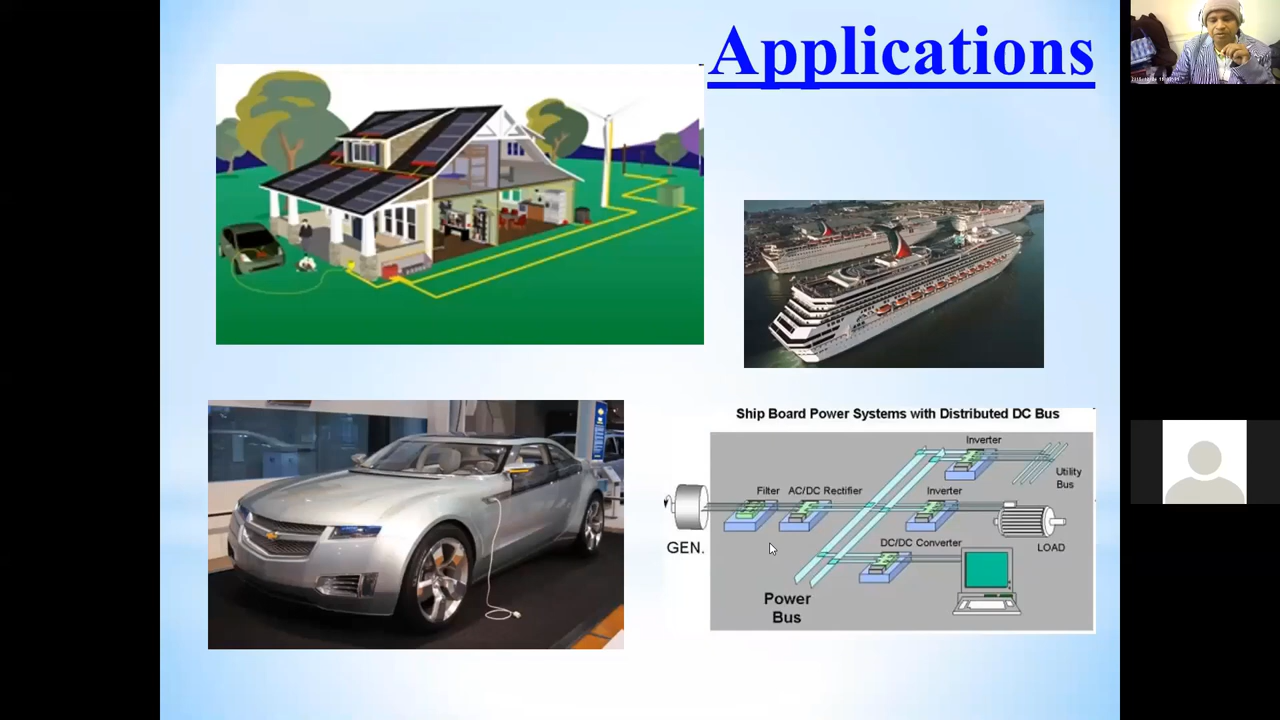 Applications
Ship Board Power Systems with Distributed DC Bus
Inverter
Utility
Bus
Filter
AC/DC Rectifier
Inverter
GEN.
DC/DC Converter
LOAD
Power
Bus